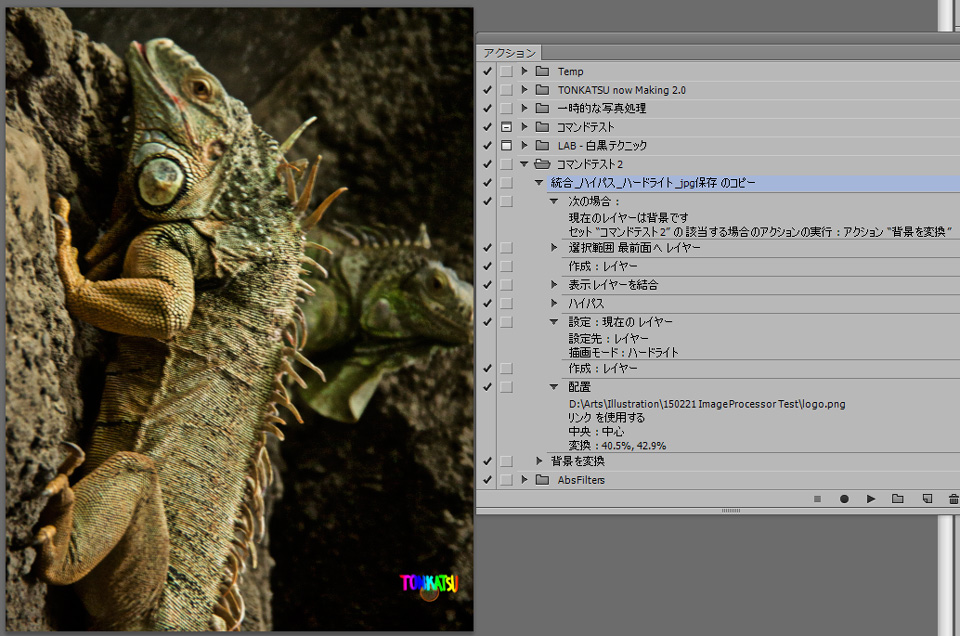 アクション
Temp
TONKATSU now Making 2.0
一時的な写真処理
コマンドテスト
LAB - 白黒テクニック
コマンドテスト2
統合_ハイパス_ハードライト_jpg保存 のコピー
次の場合 :
現在のレイヤーは背景です
セット “コマンドテスト2” の 該当する場合のアクションの実行 : アクション “背景を変換”
選択範囲 最前面へ レイヤー
作成 : レイヤー
表示レイヤーを結合
ハイパス
設定 : 現在の レイヤー
設定先 : レイヤー
描画モード : ハードライト
作成 : レイヤー
配置
D:\Arts\Illustration\150221 ImageProcessor Test\logo.png
リンク を使用する
中央 : 中心
変換 : 40.5%, 42.9%
背景を変換
AbsFilters
TONKATSU